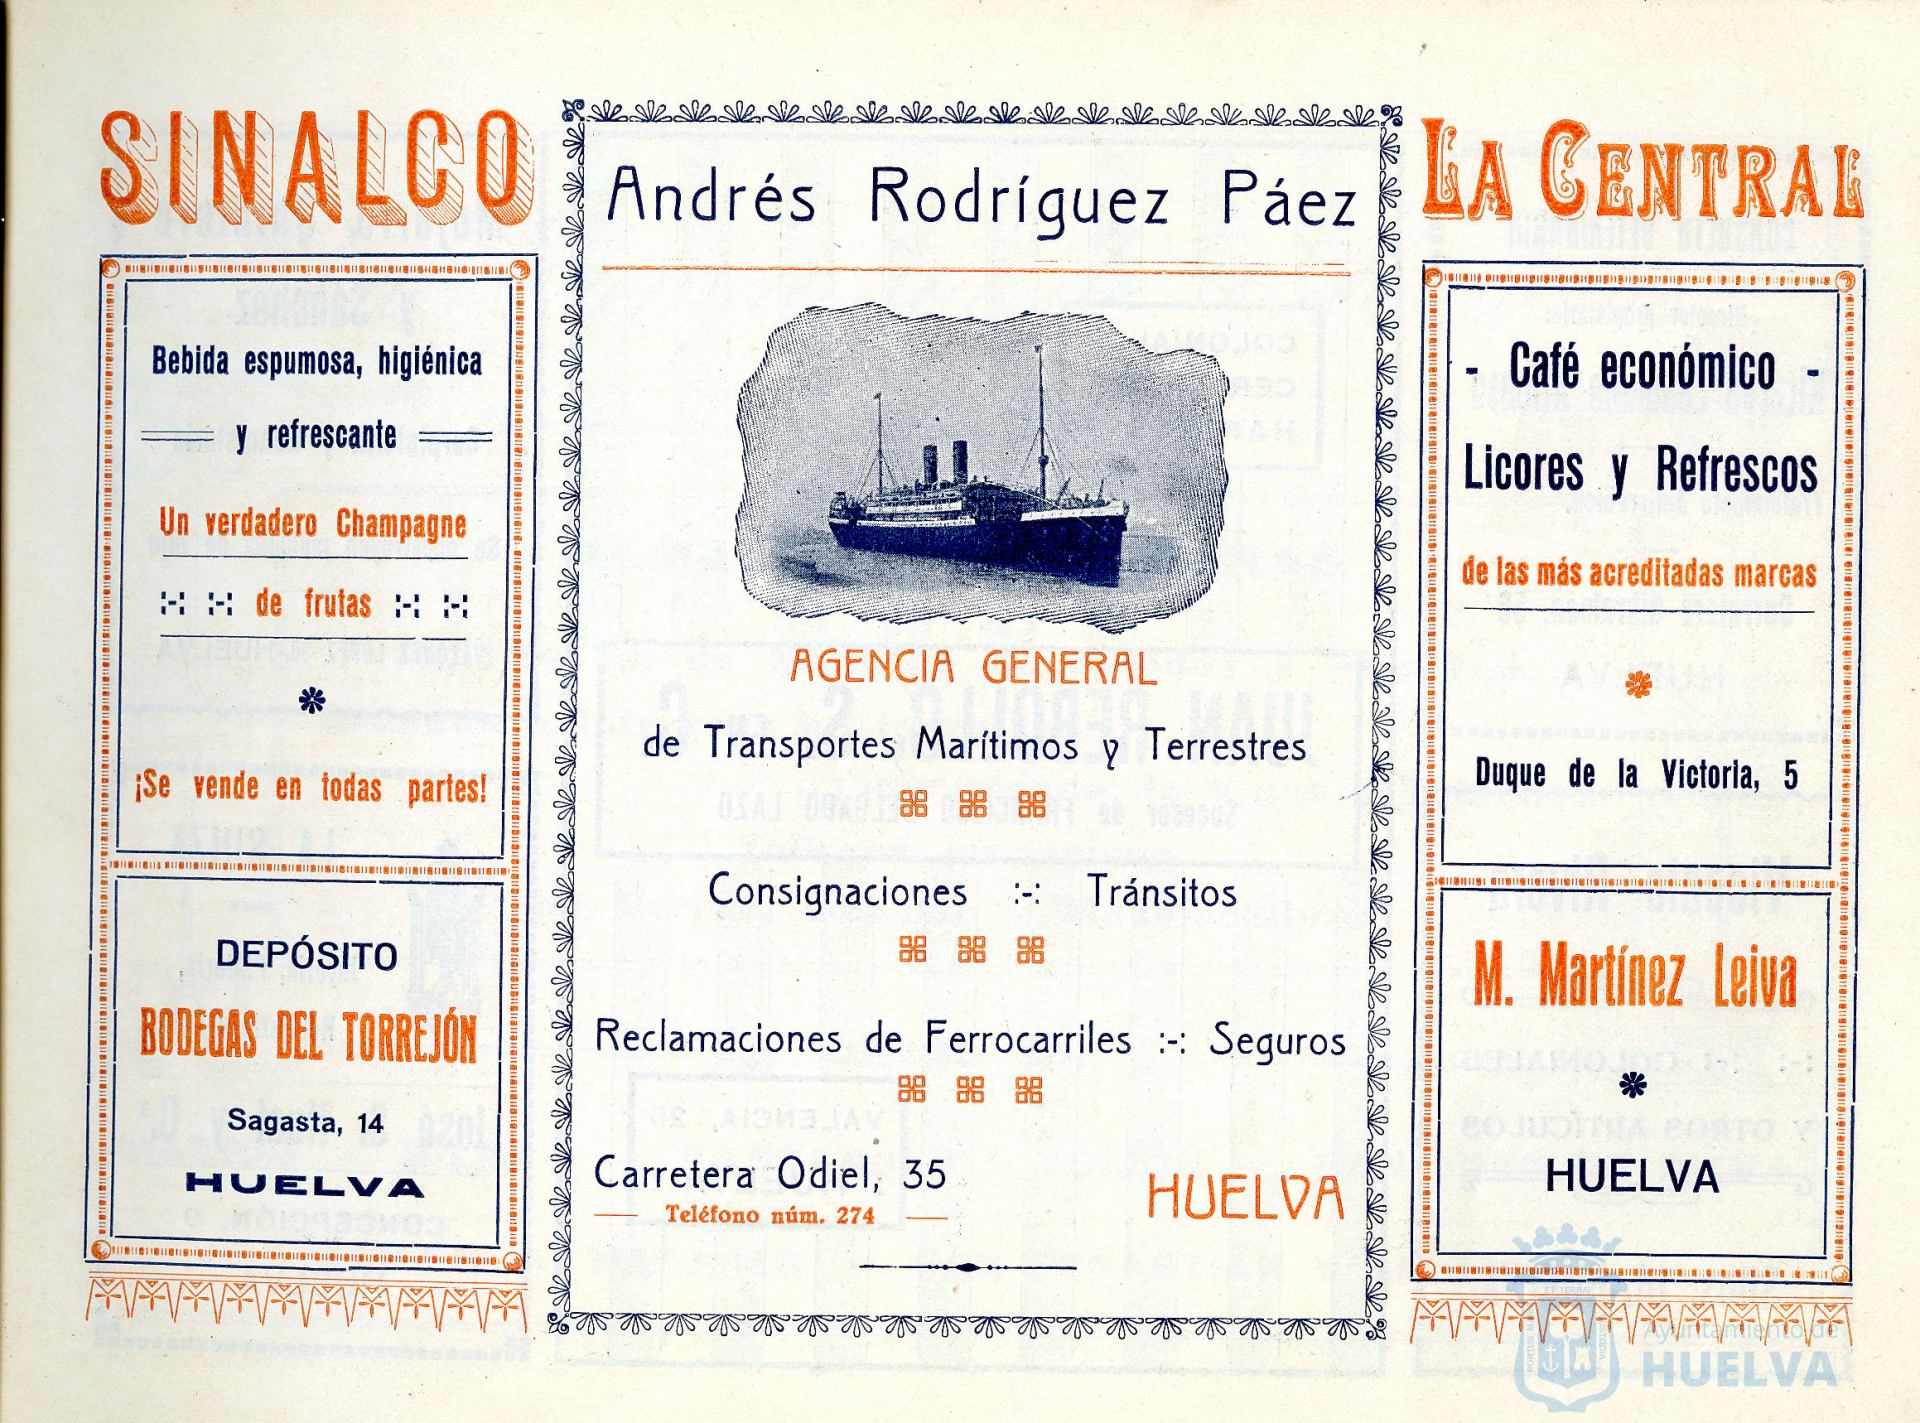 SINALCO
Bebida espumosa, higiénica
y refrescante
Un verdadero Champagne
:-: :-: de frutas :-: :-:
¡Se vende en todas partes!
DEPÓSITO
BODEGAS DEL TORREJÓN
Sagasta, 14
HUELVA
Andrés Rodríguez Páez
AGENCIA GENERAL
de Transportes Marítimos y Terrestres
Consignaciones :-: Tránsitos
Reclamaciones de Ferrocarriles :-: Seguros
Carretera Odiel, 35
Teléfono núm. 274
HUELVA
LA CENTRAL
- Café económico -
Licores y Refrescos
de las más acreditadas marcas
Duque de la Victoria, 5
M. Martínez Leiva
HUELVA
Ayuntamiento de
HUELVA